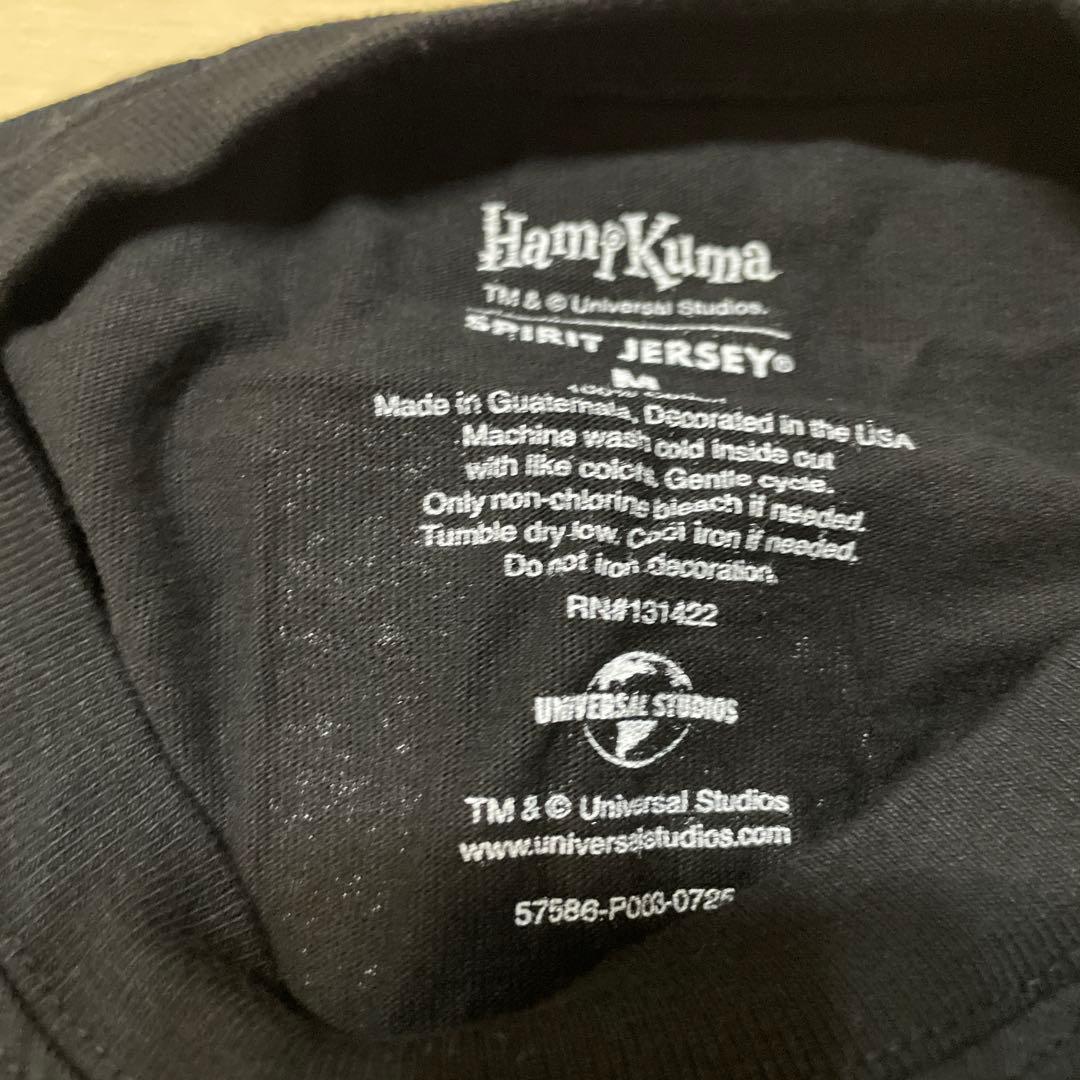 HamiKuma
TM & © Universal Studios.
SPIRIT JERSEY®
M
100%
Made in Guatemala, Decorated in the USA
Machine wash cold inside out
with like colors, Gentle cycle.
Only non-chlorine bleach if needed.
Tumble dry low. Cool iron if needed.
Do not iron decoration.
RN#131422
UNIVERSAL STUDIOS
TM & © Universal Studios
www.universalstudios.com
57586-P003-0725